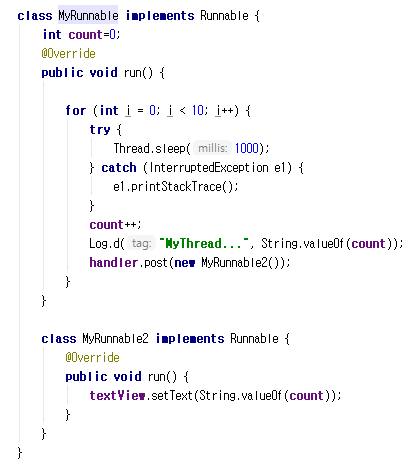 class MyRunnable implements Runnable {
    int count=0;
    @Override
    public void run() {
        for (int i = 0; i < 10; i++) {
            try {
                Thread.sleep( millis: 1000);
            } catch (InterruptedException e1) {
                e1.printStackTrace();
            }
            count++;
            Log.d( tag: "MyThread...", String.valueOf(count));
            handler.post(new MyRunnable2());
        }
    }
    class MyRunnable2 implements Runnable {
        @Override
        public void run() {
            textView.setText(String.valueOf(count));
        }
    }
}